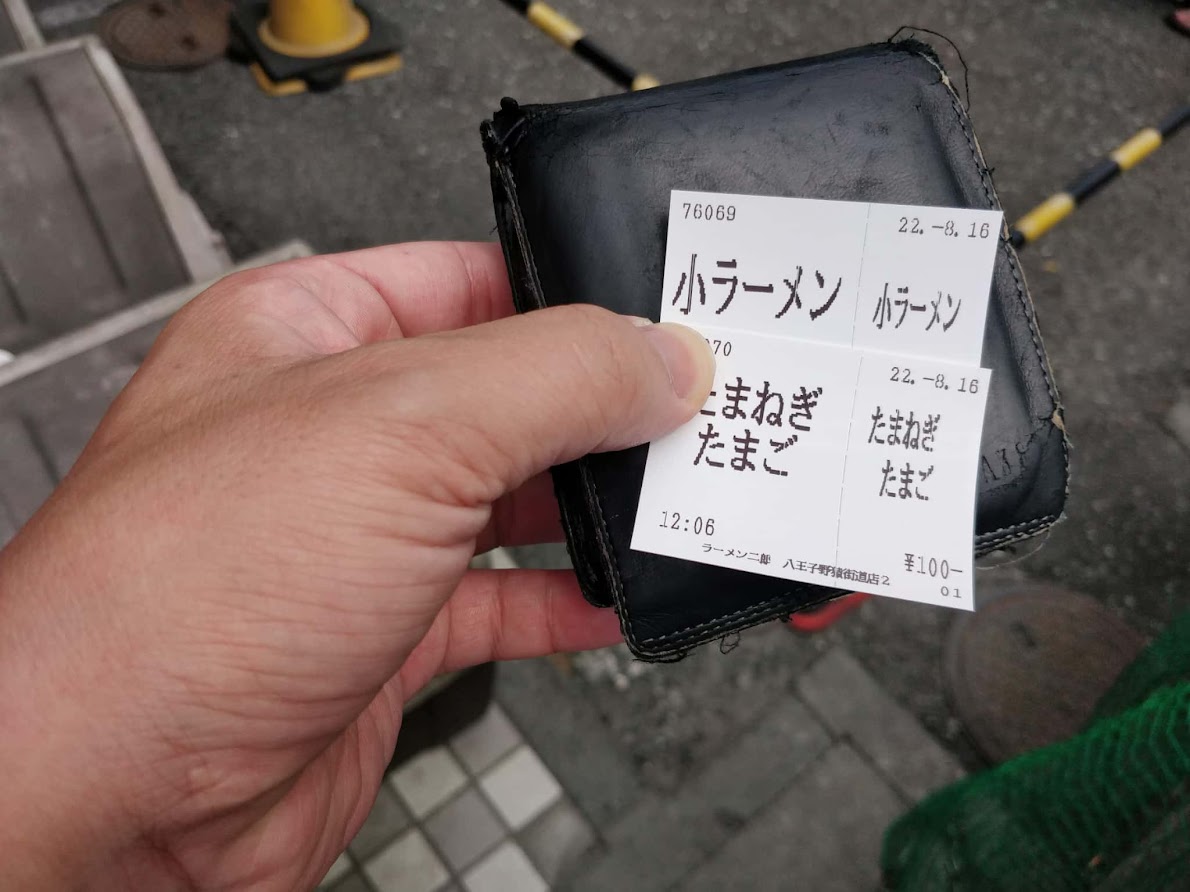 76069 22.-8.16
小ラーメン 小ラーメン
70 22.-8.16
たまねぎ たまねぎ
たまご たまご
12:06 ¥100-
ラーメン二郎 八王子野猿街道店2
01